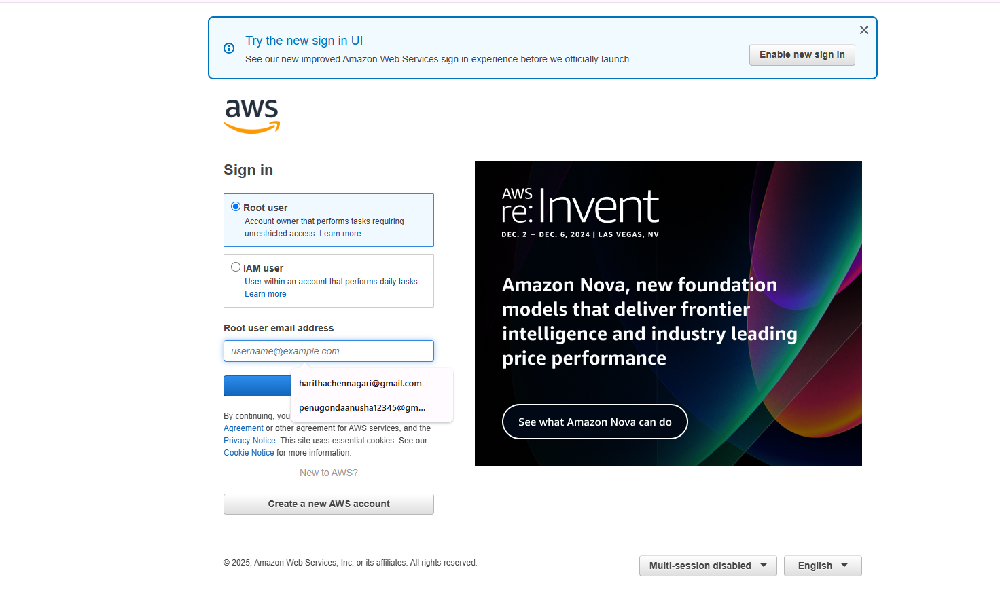 Try the new sign in UI
See our new improved Amazon Web Services sign in experience before we officially launch.
Enable new sign in
aws
Sign in
Root user
Account owner that performs tasks requiring
unrestricted access. Learn more
IAM user
User within an account that performs daily tasks.
Learn more
Root user email address
username@example.com
harithachennagari@gmail.com
penugondaanusha12345@gm...
By continuing, you
Agreement or other agreement for AWS services, and the
Privacy Notice. This site uses essential cookies. See our
Cookie Notice for more information.
New to AWS?
Create a new AWS account
AWS
re:Invent
DEC. 2 – DEC. 6, 2024 | LAS VEGAS, NV
Amazon Nova, new foundation
models that deliver frontier
intelligence and industry leading
price performance
See what Amazon Nova can do
© 2025, Amazon Web Services, Inc. or its affiliates. All rights reserved.
Multi-session disabled
English